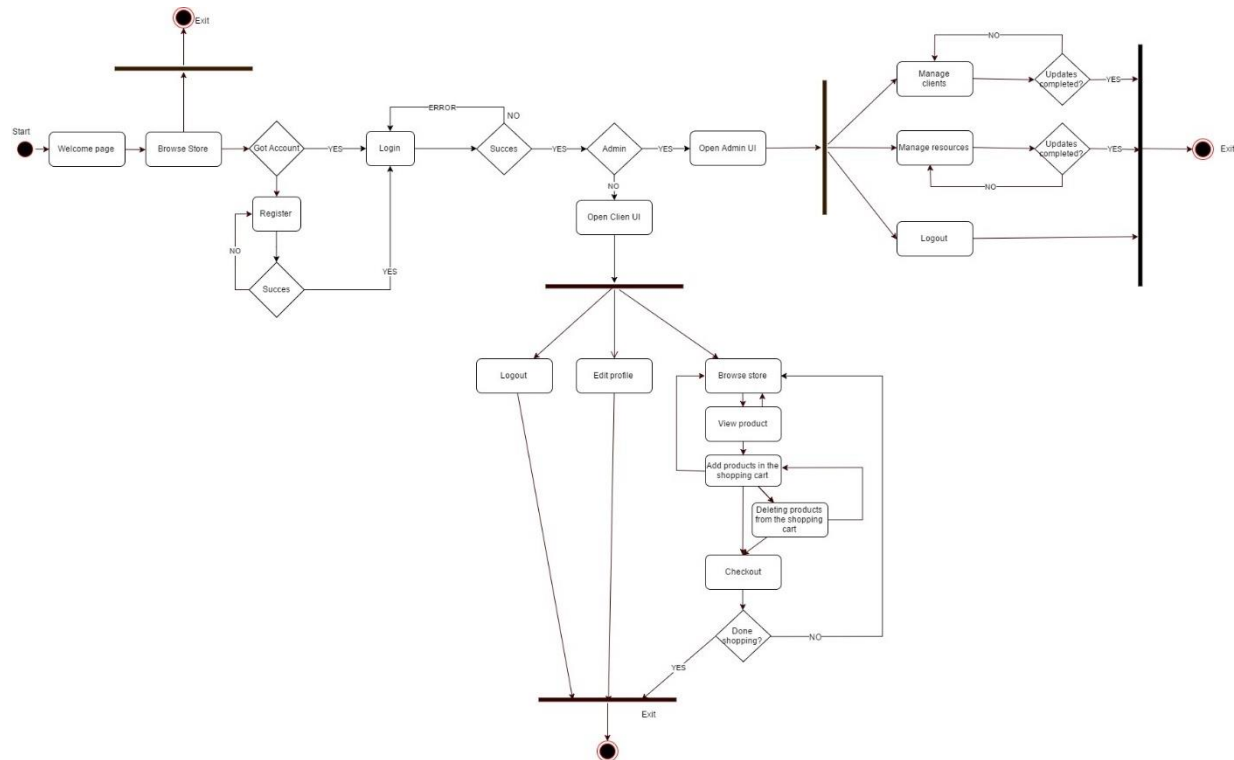 Exit
Start
Welcome page
Browse Store
Got Account
YES
Login
ERROR
NO
Succes
YES
Admin
YES
Open Admin UI
Manage
clients
NO
Updates
completed?
YES
Manage resources
NO
Updates
completed?
YES
Logout
Exit
Register
NO
Succes
YES
NO
Open Clien UI
Logout
Edit profile
Browse store
View product
Add products in the
shopping cart
Deleting products
from the shopping
cart
Checkout
Done
shopping?
NO
YES
Exit